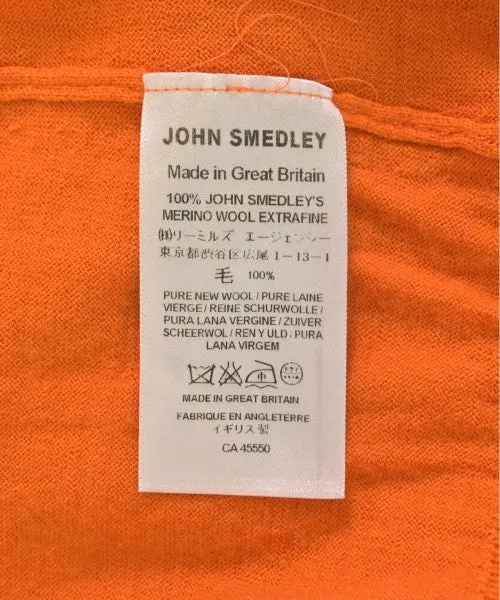 JOHN SMEDLEY
Made in Great Britain
100% JOHN SMEDLEY'S
MERINO WOOL EXTRAFINE
㈱リーミルズ エージェンシー
東京都渋谷区広尾 1-13-1
毛 100%
PURE NEW WOOL / PURE LAINE
VIERGE / REINE SCHURWOLLE /
PURA LANA VERGINE / ZUIVER
SCHEERWOL / REN Y ULD / PURA
LANA VIRGEM
MADE IN GREAT BRITAIN
FABRIQUE EN ANGLETERRE
イギリス製
CA 45550